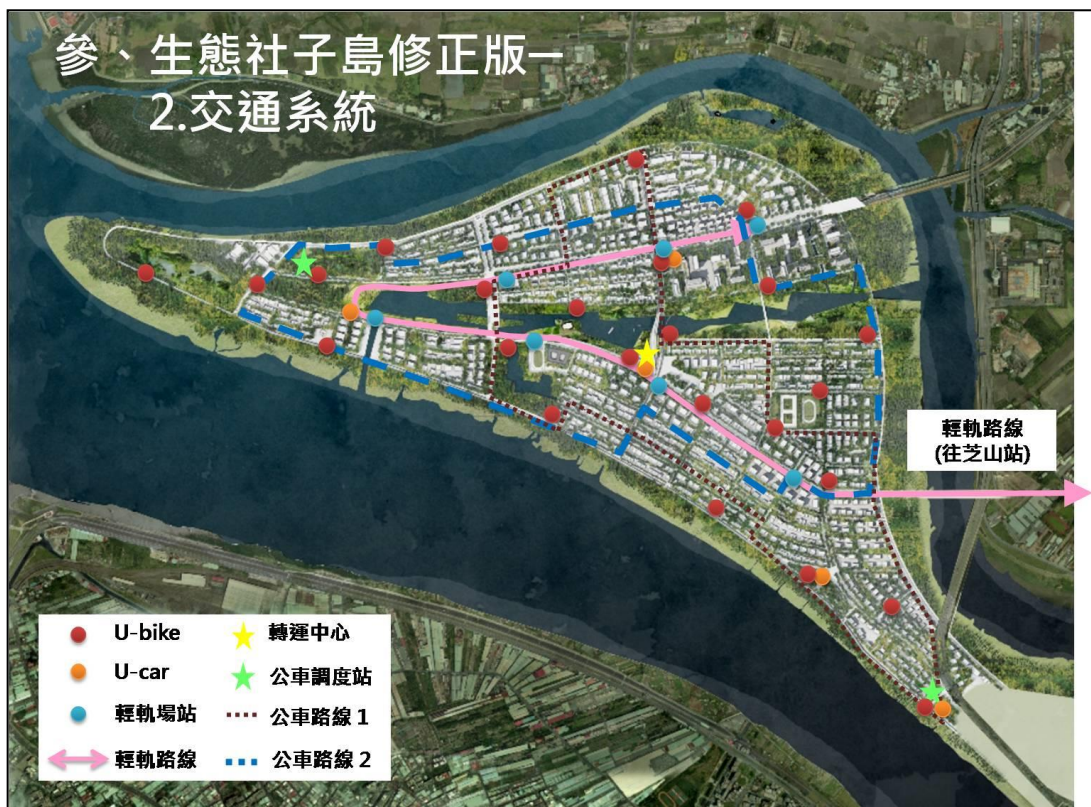 參、生態社子島修正版－
2.交通系統
輕軌路線
(往芝山站)
U-bike
轉運中心
U-car
公車調度站
輕軌場站
公車路線 1
輕軌路線
公車路線 2